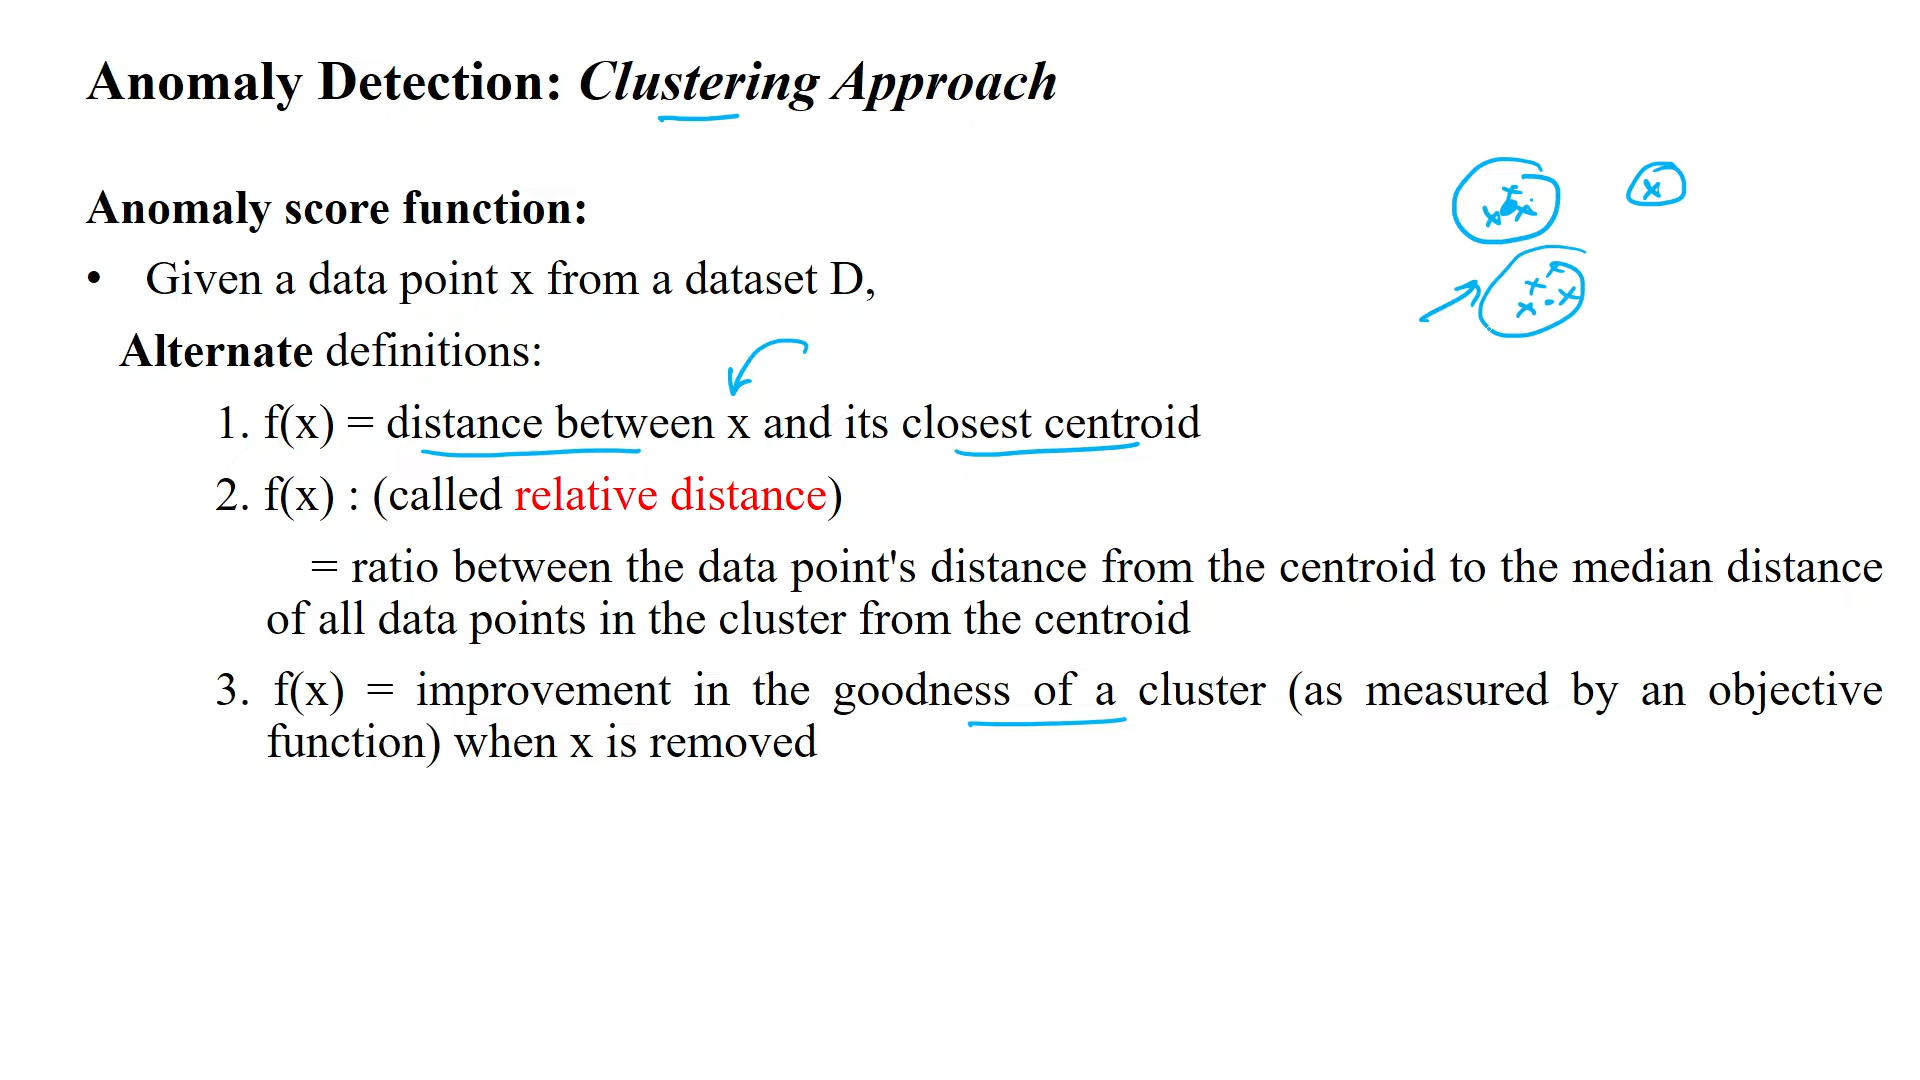 Anomaly Detection: Clustering Approach
Anomaly score function:
• Given a data point x from a dataset D,
Alternate definitions:
1. f(x) = distance between x and its closest centroid
2. f(x) : (called relative distance)
= ratio between the data point's distance from the centroid to the median distance
of all data points in the cluster from the centroid
3. f(x) = improvement in the goodness of a cluster (as measured by an objective
function) when x is removed